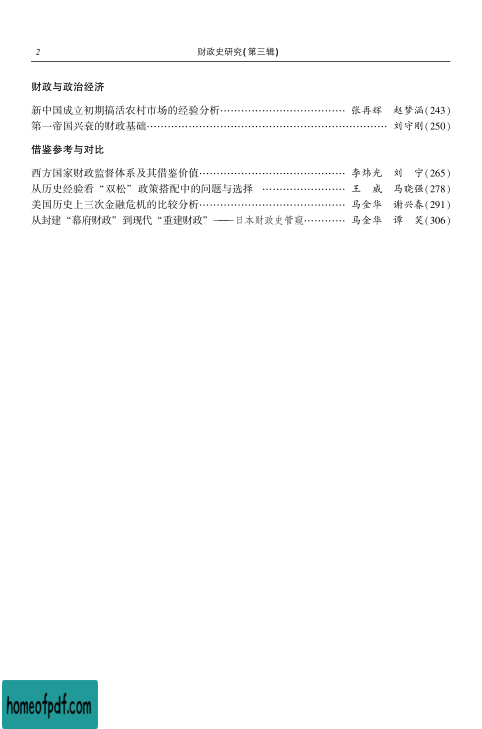 2 财政史研究(第三辑)
财政与政治经济
新中国成立初期搞活农村市场的经验分析……………………………… 张再辉 赵梦涵(243)
第一帝国兴衰的财政基础…………………………………………………………… 刘守刚(250)
借鉴参考与对比
西方国家财政监督体系及其借鉴价值…………………………………… 李炜光 刘 宁(265)
从历史经验看“双松”政策搭配中的问题与选择 …………………… 王 威 马晓强(278)
美国历史上三次金融危机的比较分析…………………………………… 马金华 谢兴春(291)
从封建“幕府财政”到现代“重建财政”——日本财政史管窥………… 马金华 谭 笑(306)
homeofpdf.com